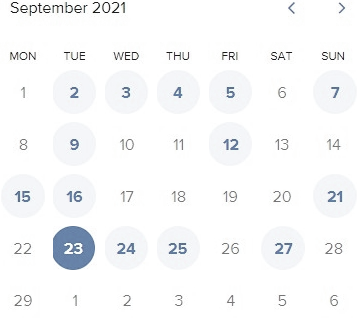 September 2021
MON TUE WED THU FRI SAT SUN
1 2 3 4 5 6 7
8 9 10 11 12 13 14
15 16 17 18 19 20 21
22 23 24 25 26 27 28
29 1 2 3 4 5 6